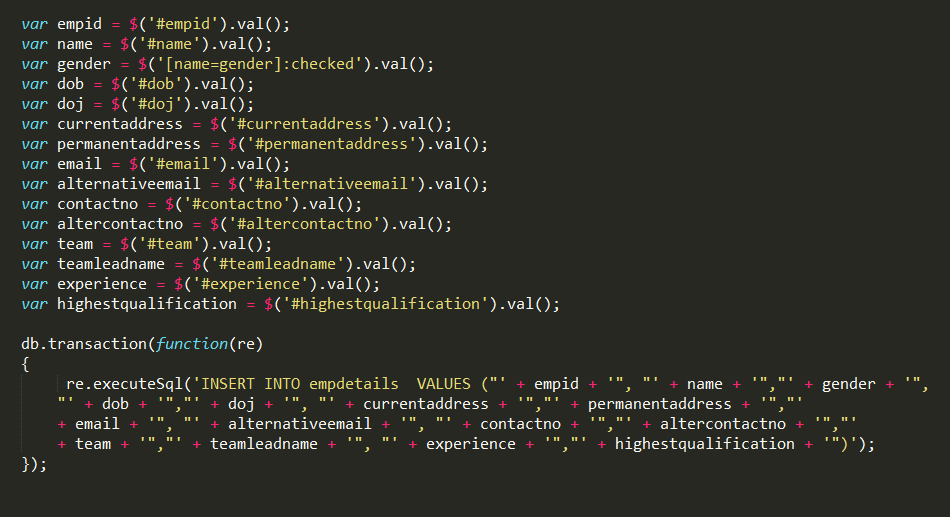 var empid = $('#empid').val();
var name = $('#name').val();
var gender = $('[name=gender]:checked').val();
var dob = $('#dob').val();
var doj = $('#doj').val();
var currentaddress = $('#currentaddress').val();
var permanentaddress = $('#permanentaddress').val();
var email = $('#email').val();
var alternativeemail = $('#alternativeemail').val();
var contactno = $('#contactno').val();
var altercontactno = $('#altercontactno').val();
var team = $('#team').val();
var teamleadname = $('#teamleadname').val();
var experience = $('#experience').val();
var highestqualification = $('#highestqualification').val();

db.transaction(function(re)
{
     re.executeSql('INSERT INTO empdetails  VALUES ("' + empid + '", "' + name + '","' + gender + '",
    "' + dob + '","' + doj + '", "' + currentaddress + '","' + permanentaddress + '","'
    + email + '", "' + alternativeemail + '", "' + contactno + '","' + altercontactno + '","'
    + team + '","' + teamleadname + '", "' + experience + '","' + highestqualification + '")');
});